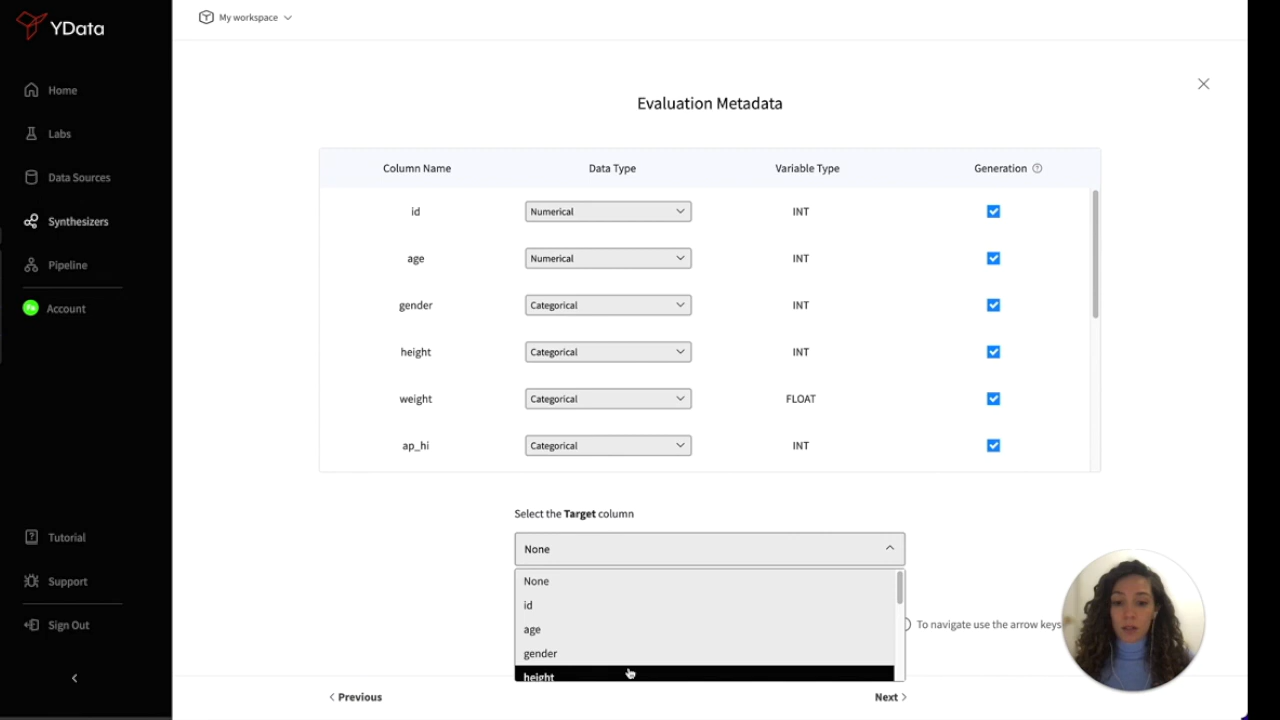 YData
My workspace
Home
Labs
Data Sources
Synthesizers
Pipeline
Account
Tutorial
Support
Sign Out
Evaluation Metadata
Column Name Data Type Variable Type Generation ?
id Numerical INT
age Numerical INT
gender Categorical INT
height Categorical INT
weight Categorical FLOAT
ap_hi Categorical INT
Select the Target column
None
None
id
age
gender
height
To navigate use the arrow keys
Previous
Next